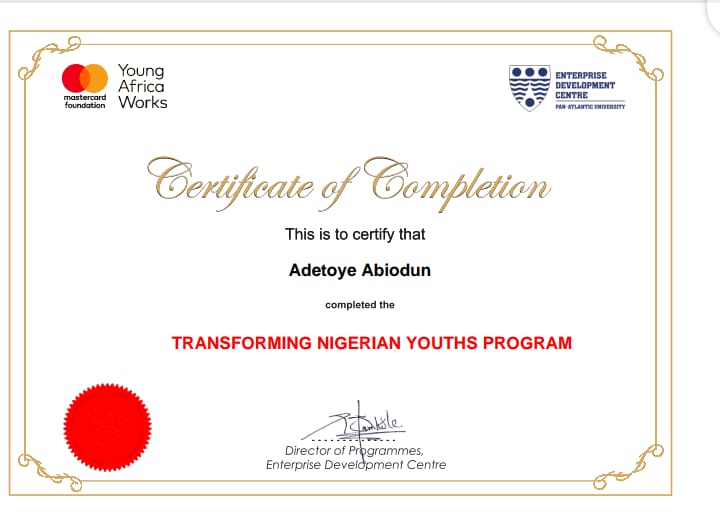 mastercard
foundation
Young
Africa
Works
ENTERPRISE
DEVELOPMENT
CENTRE
PAN-ATLANTIC UNIVERSITY
Certificate of Completion
This is to certify that
Adetoye Abiodun
completed the
TRANSFORMING NIGERIAN YOUTHS PROGRAM
Director of Programmes,
Enterprise Development Centre